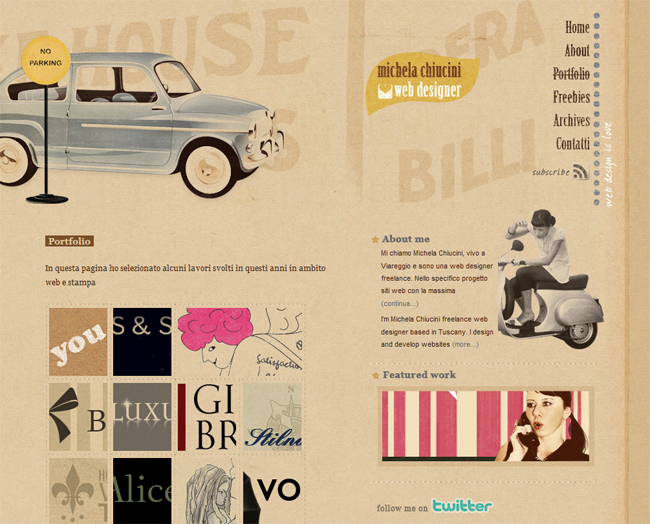 HOUSE
OPERA
BILLI
NO
PARKING
michela chiucini
web designer
Home
About
Portfolio
Freebies
Archives
Contatti
subscribe
web design is love
Portfolio
In questa pagina ho selezionato alcuni lavori svolti in questi anni in ambito
web e stampa
you
S & S
Satisfaction
B
LUXU
GI
BR
Stilno
Alice
VO
About me
Mi chiamo Michela Chiucini, vivo a
Viareggio e sono una web designer
freelance. Nello specifico progetto
siti web con la massima
(continua...)
I'm Michela Chiucini freelance web
designer based in Tuscany. I design
and develop websites (more...)
Featured work
follow me on twitter